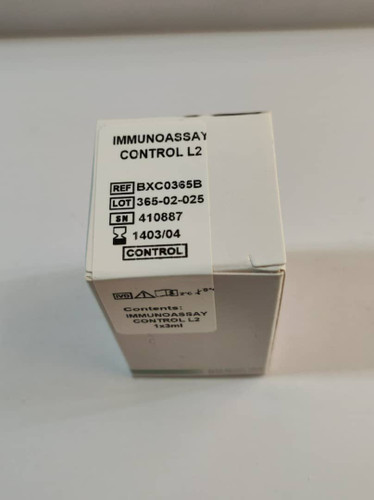 IMMUNOASSAY
CONTROL L2
REF BXC0365B
LOT 365-02-025
SN 410887
1403/04
CONTROL
IVD
Contents:
IMMUNOASSAY
CONTROL L2
1x3ml